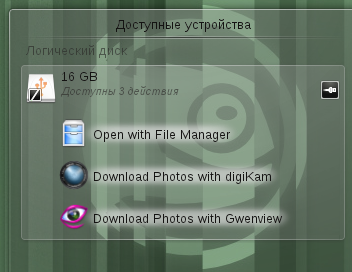 Доступные устройства
Логический диск
16 GB
Доступны 3 действия
Open with File Manager
Download Photos with digiKam
Download Photos with Gwenview